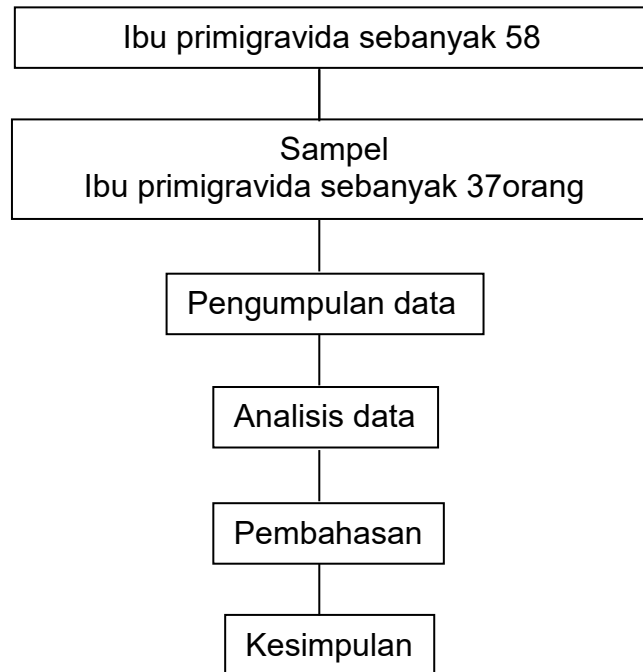 Ibu primigravida sebanyak 58
Sampel
Ibu primigravida sebanyak 37orang
Pengumpulan data
Analisis data
Pembahasan
Kesimpulan